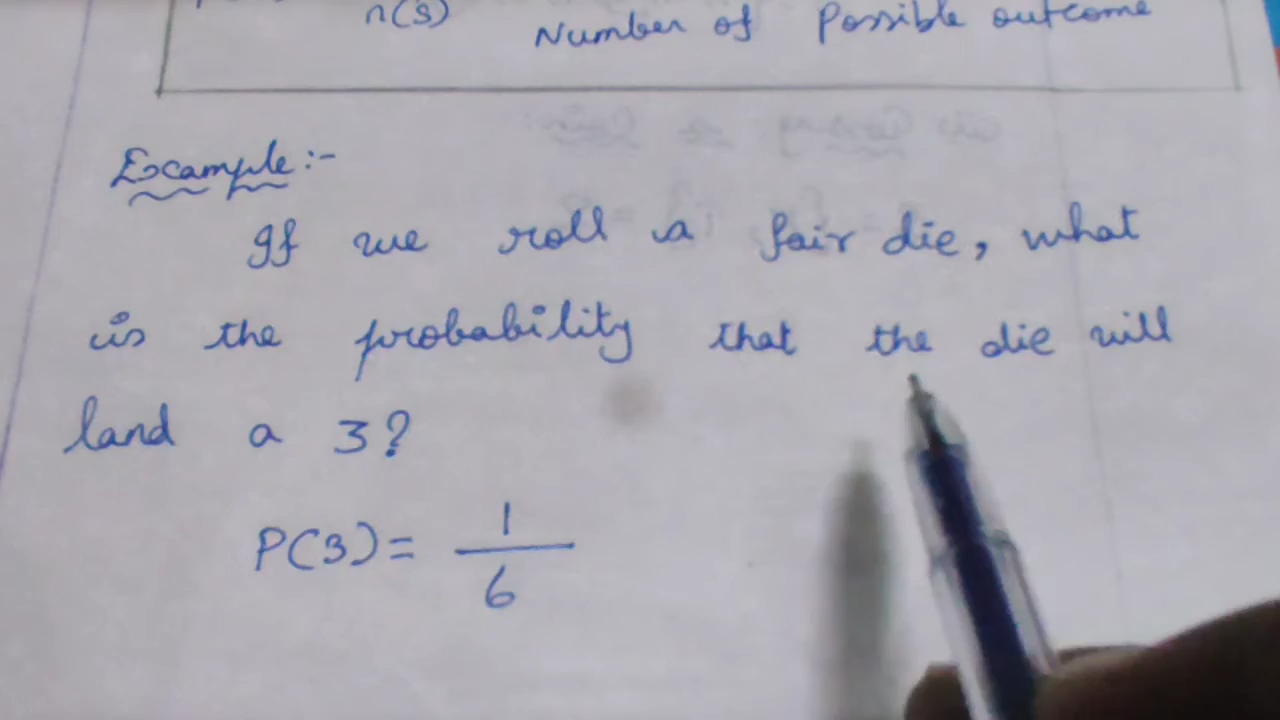 n(s) Number of Possible outcome
Example:-
If we roll a fair die, what
is the probability that the die will
land a 3?
P(3) = 1
6